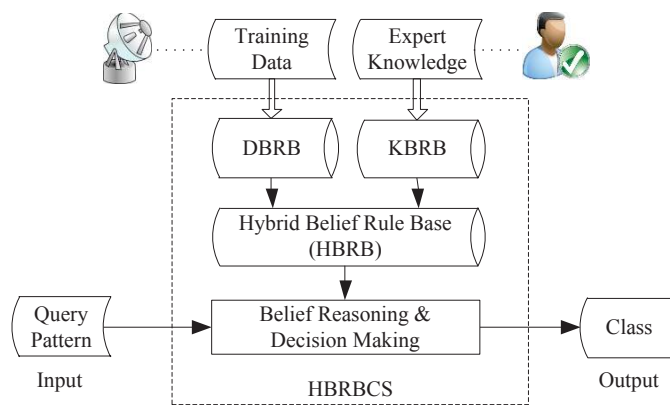 Training
Data
Expert
Knowledge
DBRB
KBRB
Hybrid Belief Rule Base
(HBRB)
Query
Pattern
Belief Reasoning &
Decision Making
Class
Input
HBRBCS
Output